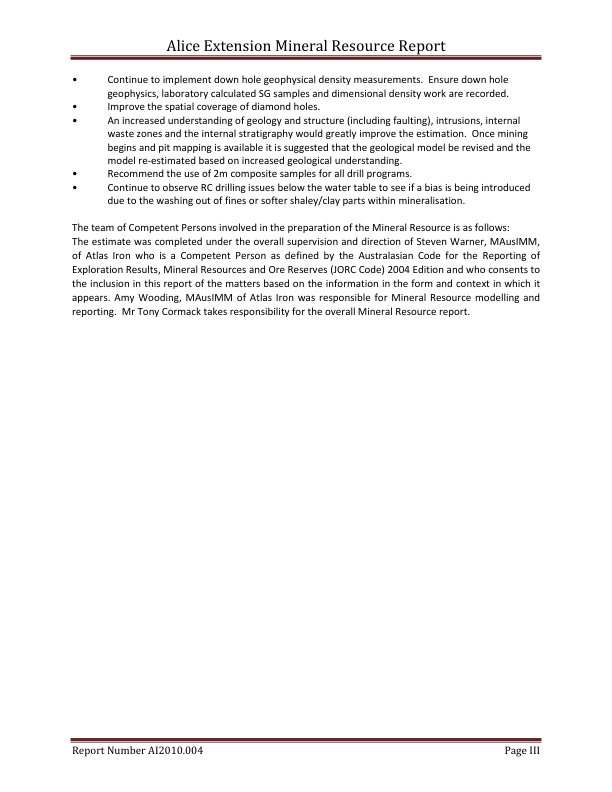 Alice Extension Mineral Resource Report
• Continue to implement down hole geophysical density measurements.  Ensure down hole
geophysics, laboratory calculated SG samples and dimensional density work are recorded.
• Improve the spatial coverage of diamond holes.
• An increased understanding of geology and structure (including faulting), intrusions, internal
waste zones and the internal stratigraphy would greatly improve the estimation.  Once mining
begins and pit mapping is available it is suggested that the geological model be revised and the
model re-estimated based on increased geological understanding.
• Recommend the use of 2m composite samples for all drill programs.
• Continue to observe RC drilling issues below the water table to see if a bias is being introduced
due to the washing out of fines or softer shaley/clay parts within mineralisation.
The team of Competent Persons involved in the preparation of the Mineral Resource is as follows:
The estimate was completed under the overall supervision and direction of Steven Warner, MAusIMM,
of Atlas Iron who is a Competent Person as defined by the Australasian Code for the Reporting of
Exploration Results, Mineral Resources and Ore Reserves (JORC Code) 2004 Edition and who consents to
the inclusion in this report of the matters based on the information in the form and context in which it
appears. Amy Wooding, MAusIMM of Atlas Iron was responsible for Mineral Resource modelling and
reporting.  Mr Tony Cormack takes responsibility for the overall Mineral Resource report.
Report Number AI2010.004 Page III